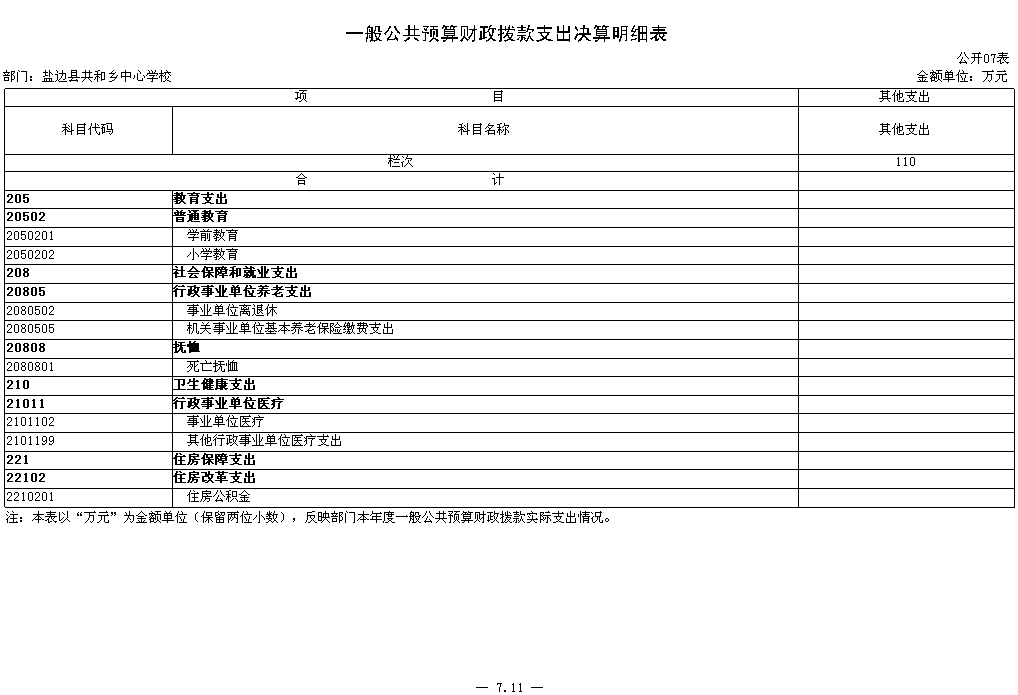 一般公共预算财政拨款支出决算明细表
公开07表
部门：盐边县共和乡中心学校 金额单位：万元
项 目 其他支出
科目代码 科目名称 其他支出
栏次 110
合 计
205 教育支出
20502 普通教育
2050201 学前教育
2050202 小学教育
208 社会保障和就业支出
20805 行政事业单位养老支出
2080502 事业单位离退休
2080505 机关事业单位基本养老保险缴费支出
20808 抚恤
2080801 死亡抚恤
210 卫生健康支出
21011 行政事业单位医疗
2101102 事业单位医疗
2101199 其他行政事业单位医疗支出
221 住房保障支出
22102 住房改革支出
2210201 住房公积金
注：本表以“万元”为金额单位（保留两位小数），反映部门本年度一般公共预算财政拨款实际支出情况。
— 7.11 —